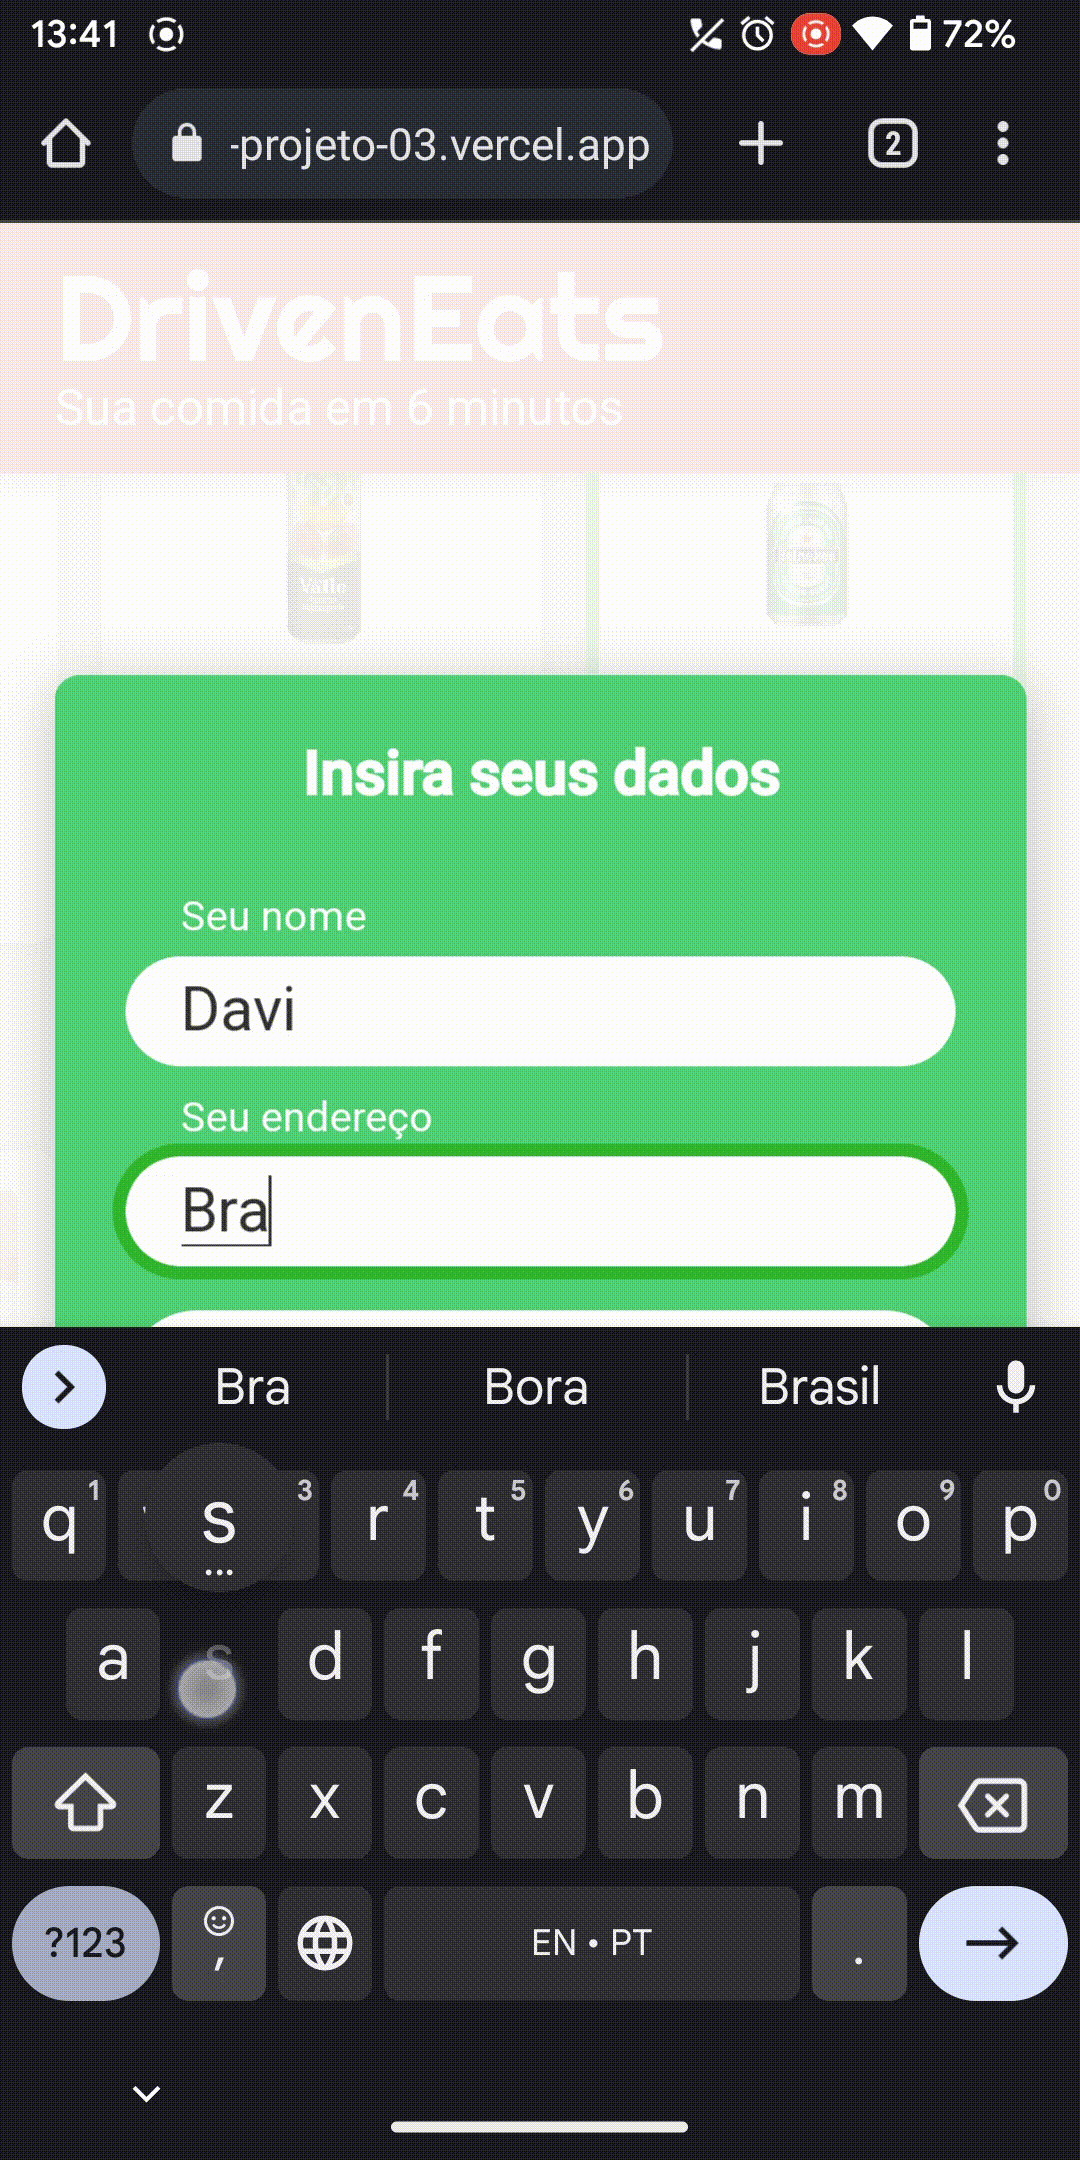 13:41
72%
-projeto-03.vercel.app
2
DrivenEats
Sua comida em 6 minutos
Insira seus dados
Seu nome
Davi
Seu endereço
Bra
Bra Bora Brasil
q 1 s 3 r 4 t 5 y 6 u 7 i 8 o 9 p 0
a s d f g h j k l
z x c v b n m
?123 , EN • PT .